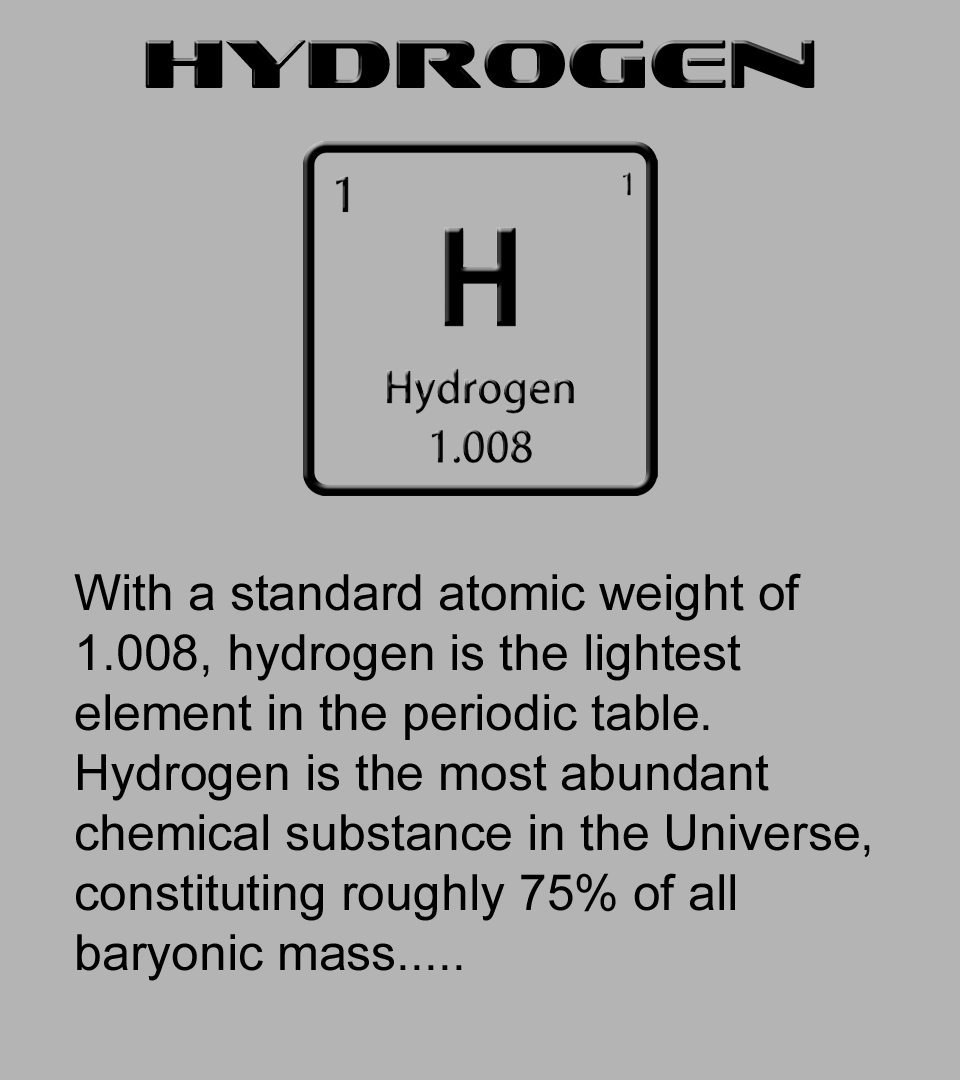 HYDROGEN
1 1
H
Hydrogen
1.008
With a standard atomic weight of
1.008, hydrogen is the lightest
element in the periodic table.
Hydrogen is the most abundant
chemical substance in the Universe,
constituting roughly 75% of all
baryonic mass.....